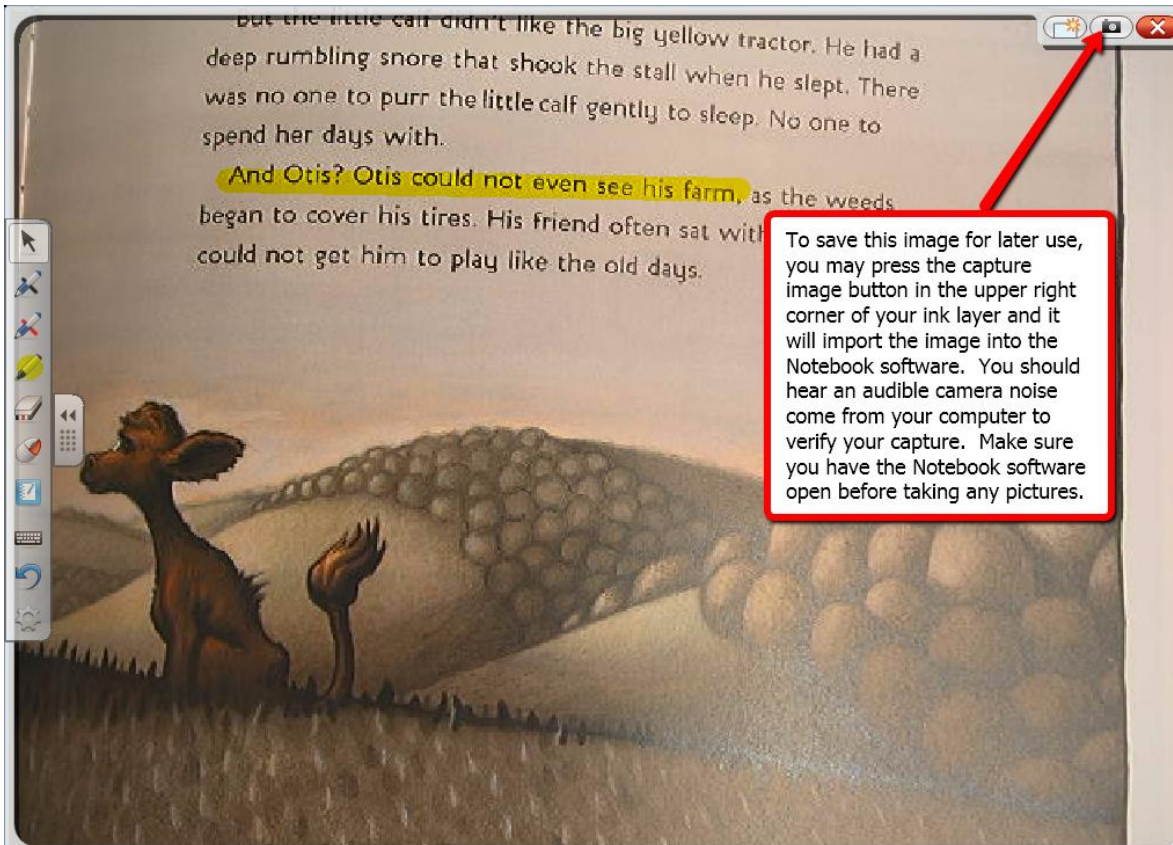 But the little calf didn't like the big yellow tractor. He had a
deep rumbling snore that shook the stall when he slept. There
was no one to purr the little calf gently to sleep. No one to
spend her days with.
And Otis? Otis could not even see his farm, as the weeds
began to cover his tires. His friend often sat with
could not get him to play like the old days.
To save this image for later use,
you may press the capture
image button in the upper right
corner of your ink layer and it
will import the image into the
Notebook software. You should
hear an audible camera noise
come from your computer to
verify your capture. Make sure
you have the Notebook software
open before taking any pictures.